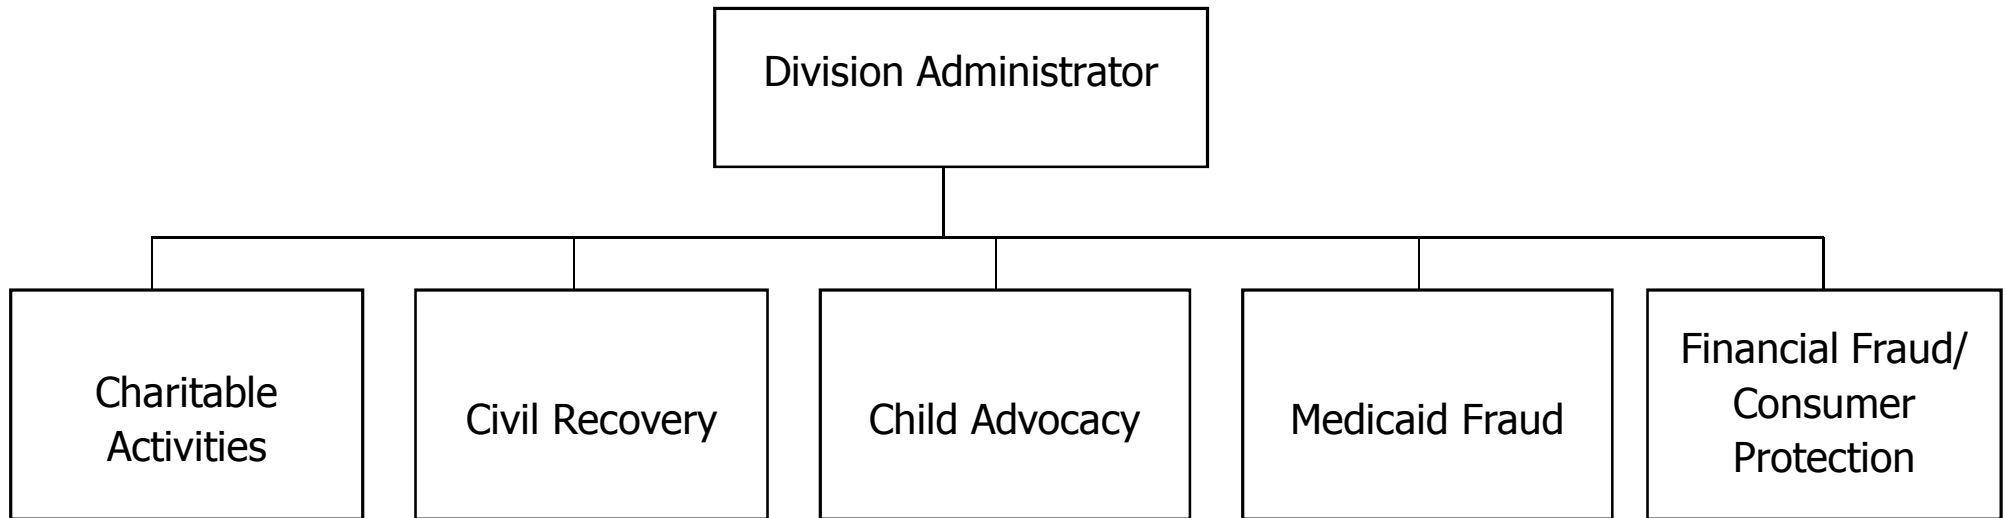 Division Administrator
Charitable
Activities
Civil Recovery
Child Advocacy
Medicaid Fraud
Financial Fraud/
Consumer
Protection